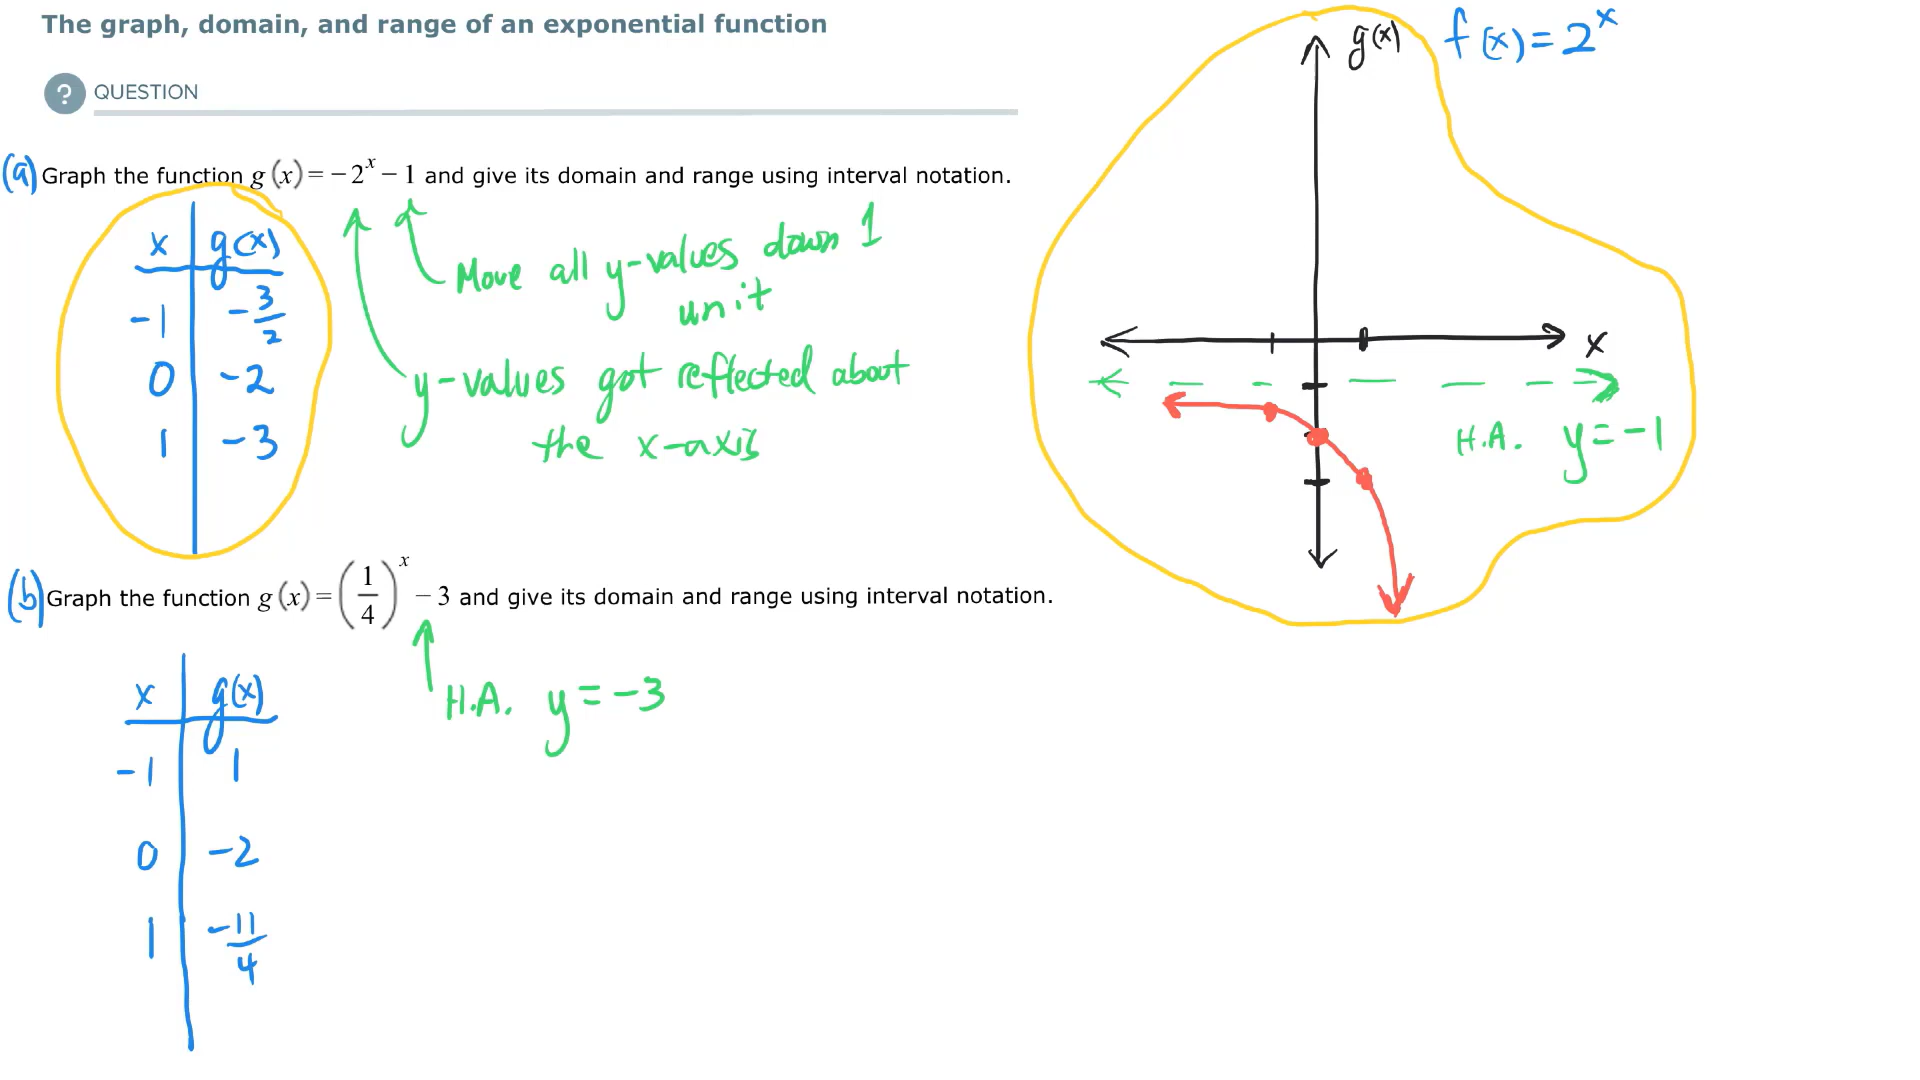 The graph, domain, and range of an exponential function
? QUESTION
(a) Graph the function g (x) = − 2^x − 1 and give its domain and range using interval notation.
x | g(x)
-1 | -3/2
0 | -2
1 | -3
Move all y-values down 1
unit
y-values got reflected about
the x-axis
g(x)
f(x) = 2^x
x
H.A. y = -1
(b) Graph the function g (x) = (1/4)^x − 3 and give its domain and range using interval notation.
x | g(x)
-1 | 1
0 | -2
1 | -11/4
H.A. y = -3